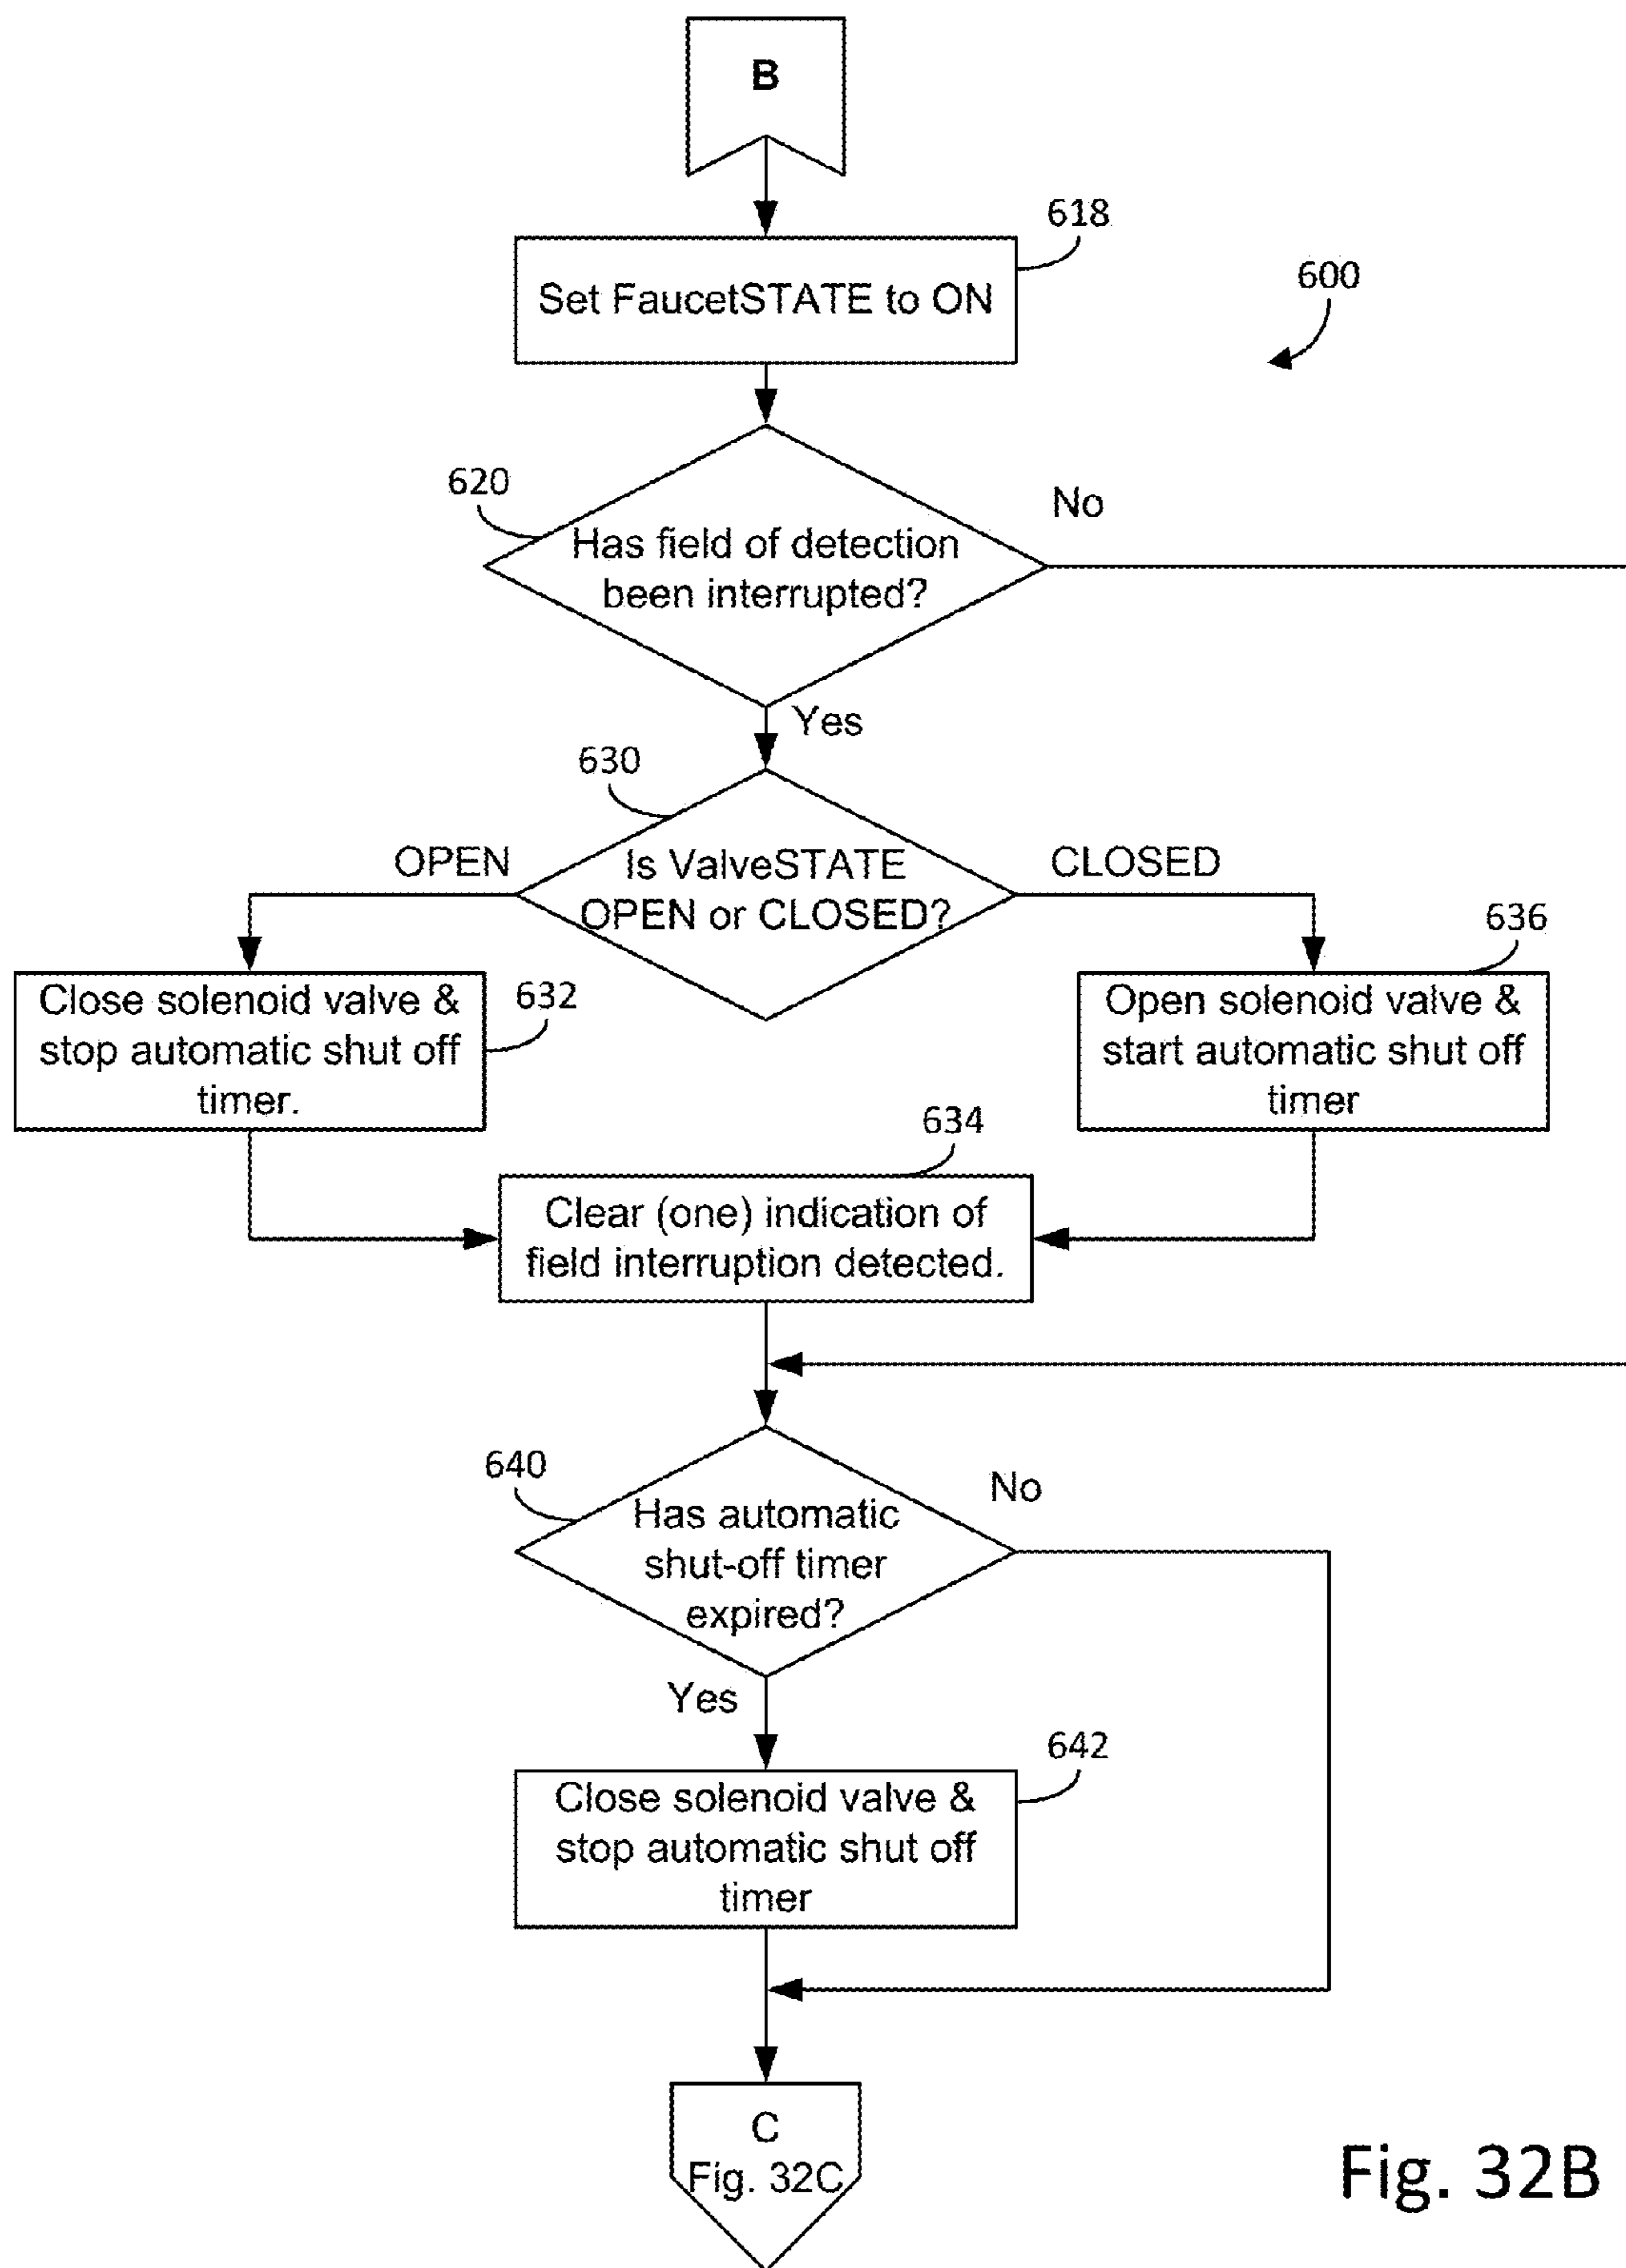 B
618
Set FaucetSTATE to ON
600
620
No
Has field of detection
been interrupted?
Yes
630
OPEN
Is ValveSTATE
OPEN or CLOSED?
CLOSED
636
Close solenoid valve &
stop automatic shut off
timer.
632
Open solenoid valve &
start automatic shut off
timer
634
Clear (one) indication of
field interruption detected.
640
No
Has automatic
shut-off timer
expired?
Yes
642
Close solenoid valve &
stop automatic shut off
timer
C
Fig. 32C
Fig. 32B